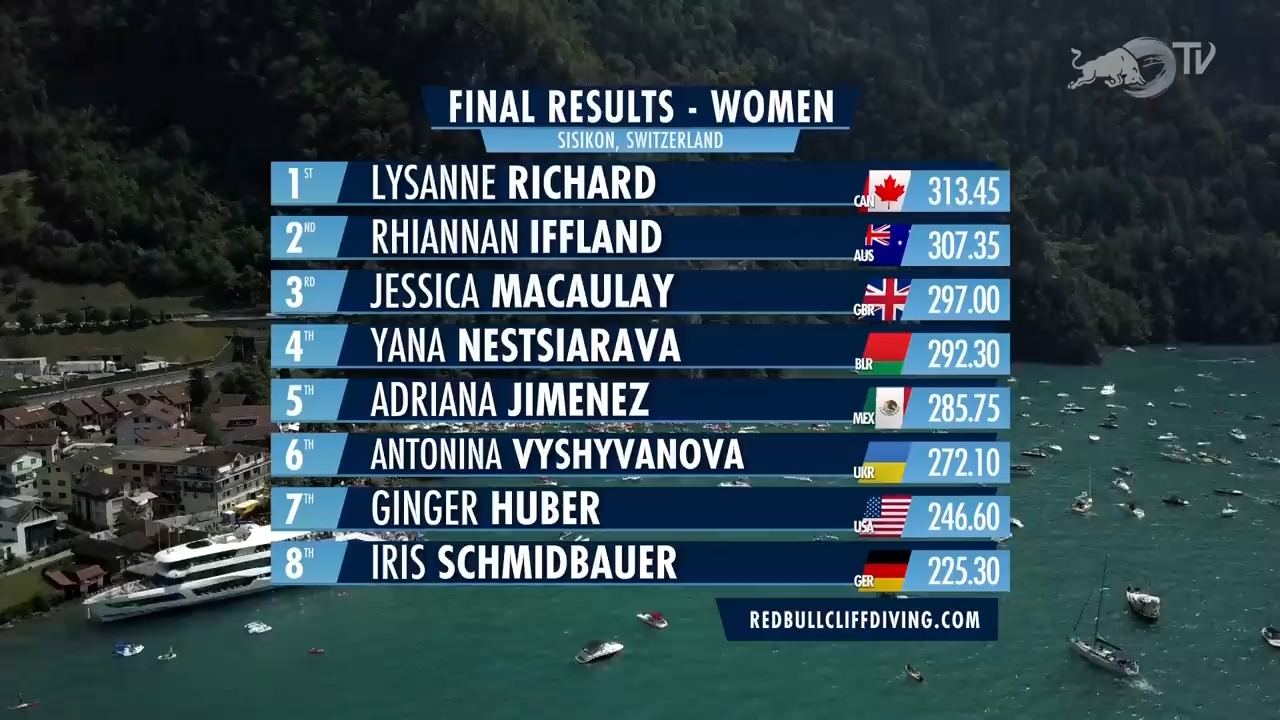 TV
FINAL RESULTS - WOMEN
SISIKON, SWITZERLAND
1ST LYSANNE RICHARD CAN 313.45
2ND RHIANNAN IFFLAND AUS 307.35
3RD JESSICA MACAULAY GBR 297.00
4TH YANA NESTSIARAVA BLR 292.30
5TH ADRIANA JIMENEZ MEX 285.75
6TH ANTONINA VYSHYVANOVA UKR 272.10
7TH GINGER HUBER USA 246.60
8TH IRIS SCHMIDBAUER GER 225.30
REDBULLCLIFFDIVING.COM